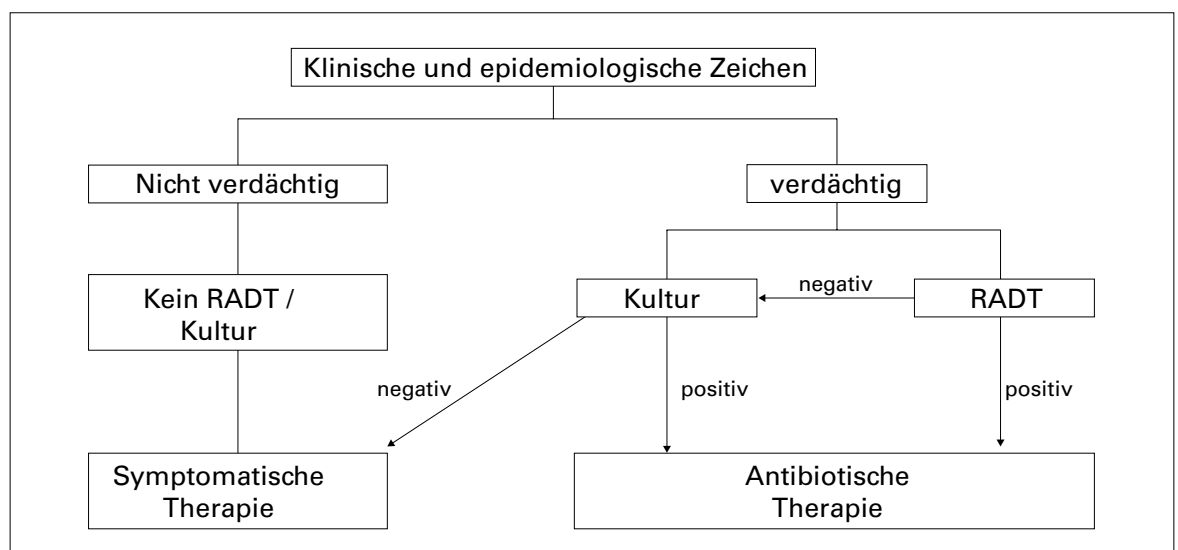 Klinische und epidemiologische Zeichen
Nicht verdächtig
verdächtig
Kein RADT /
Kultur
Kultur
negativ
RADT
negativ
positiv
positiv
Symptomatische
Therapie
Antibiotische
Therapie